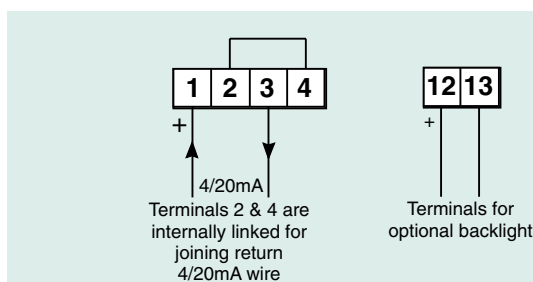 1 2 3 4
+
4/20mA
Terminals 2 & 4 are
internally linked for
joining return
4/20mA wire
12 13
+
Terminals for
optional backlight